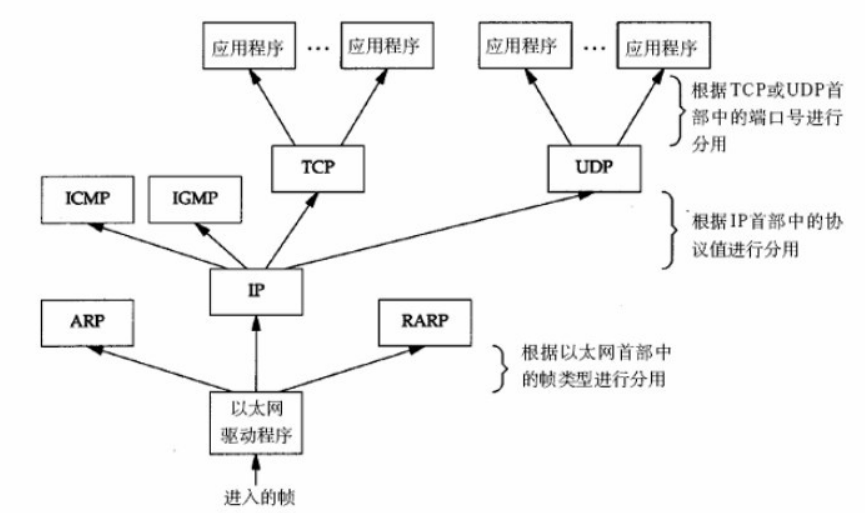 应用程序 ··· 应用程序
应用程序 ··· 应用程序
根据TCP或UDP首
部中的端口号进行
分用
TCP
UDP
ICMP
IGMP
根据IP首部中的协
议值进行分用
IP
ARP
RARP
根据以太网首部中
的帧类型进行分用
以太网
驱动程序
进入的帧